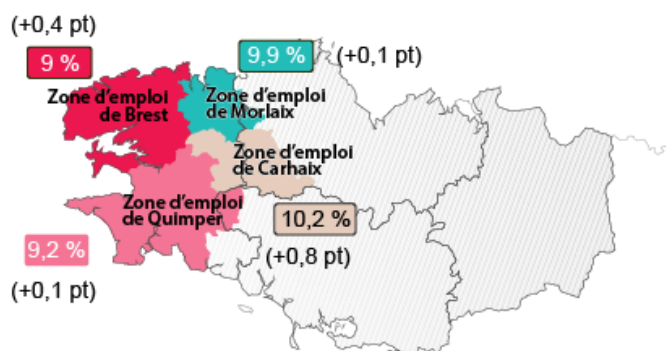 (+0,4 pt)
9 %
Zone d'emploi
de Brest
9,9 %
(+0,1 pt)
Zone d'emploi
de Morlaix
Zone d'emploi
de Carhaix
10,2 %
(+0,8 pt)
Zone d'emploi
de Quimper
9,2 %
(+0,1 pt)